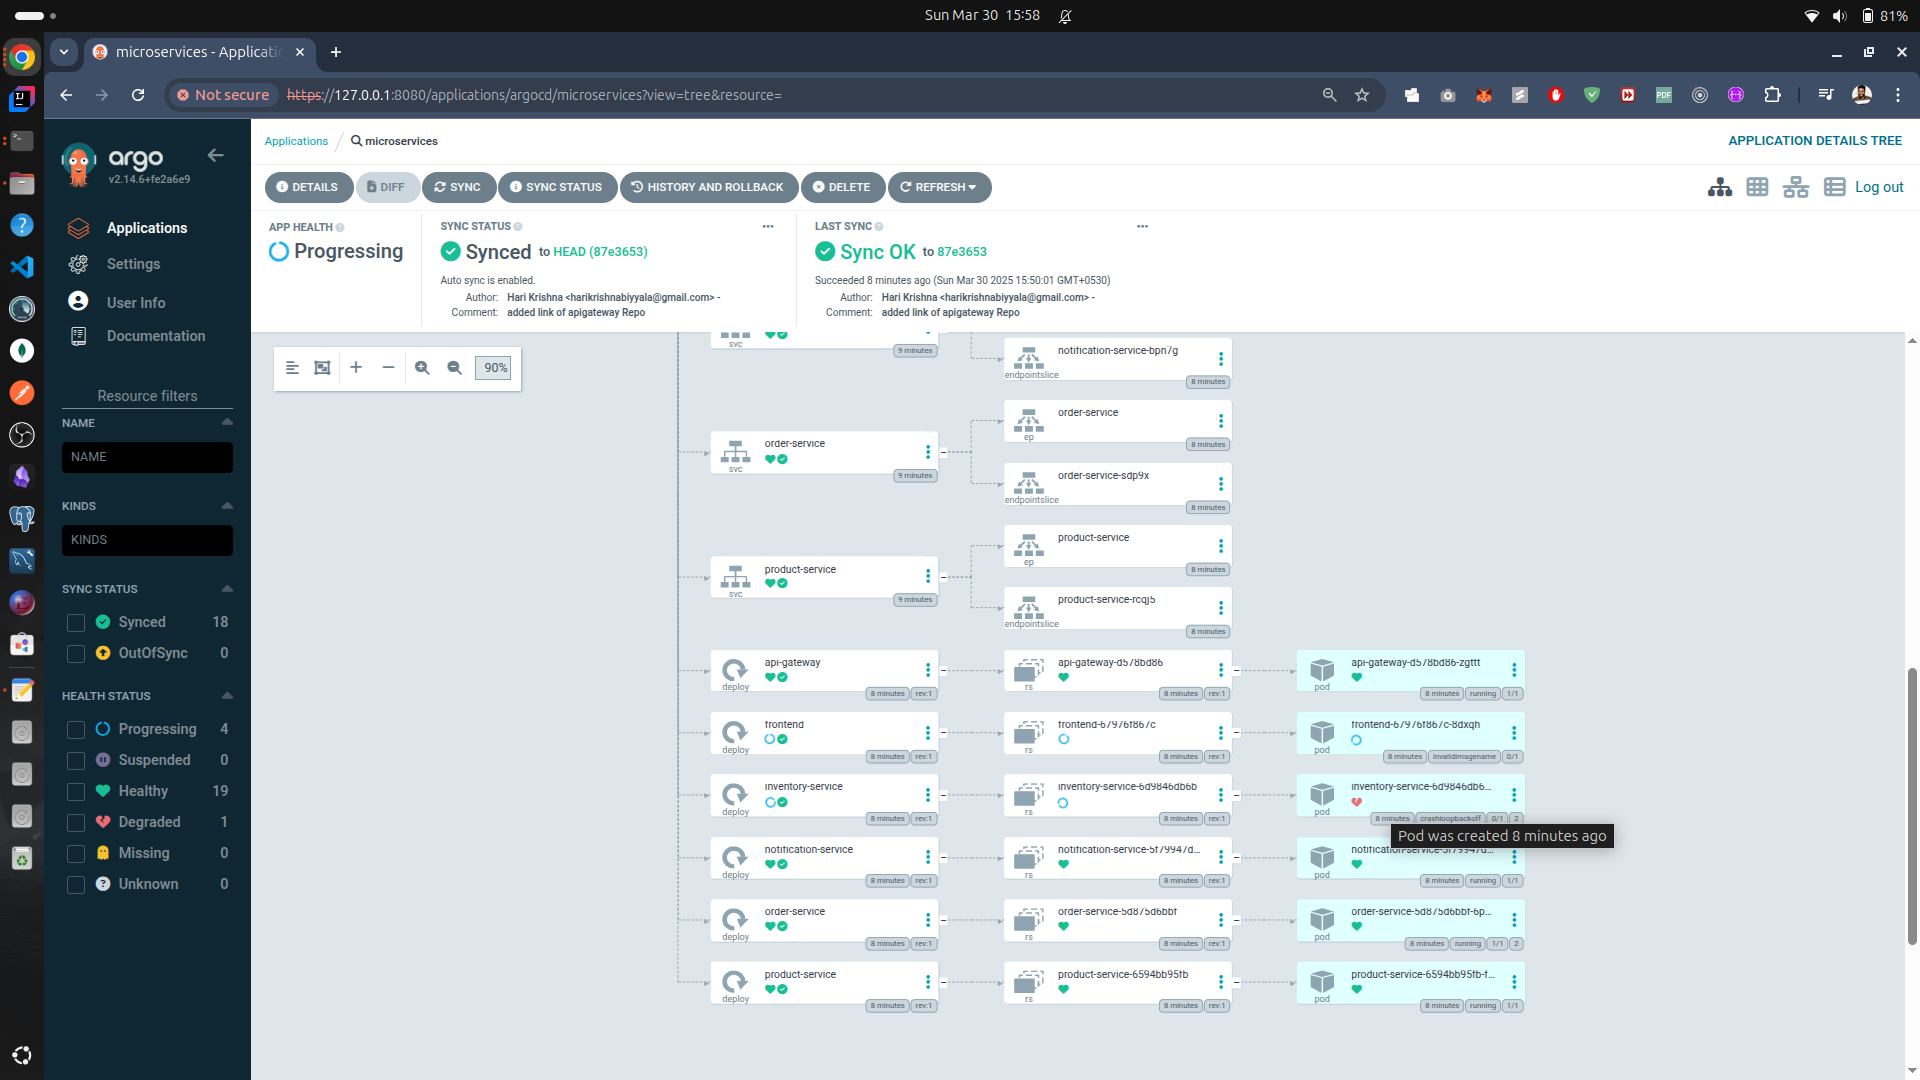 Sun Mar 30 15:58
81%
microservices - Applicatic
Not secure
https://127.0.0.1:8080/applications/argocd/microservices?view=tree&resource=
argo
v2.14.6+fe2a6e9
Applications
Settings
User Info
Documentation
Resource filters
NAME
NAME
KINDS
KINDS
SYNC STATUS
Synced 18
OutOfSync 0
HEALTH STATUS
Progressing 4
Suspended 0
Healthy 19
Degraded 1
Missing 0
Unknown 0
Applications / microservices
APPLICATION DETAILS TREE
DETAILS
DIFF
SYNC
SYNC STATUS
HISTORY AND ROLLBACK
DELETE
REFRESH
Log out
APP HEALTH
Progressing
SYNC STATUS
Synced to HEAD (87e3653)
Auto sync is enabled.
Author: Hari Krishna <harikrishnabiyyala@gmail.com> -
Comment: added link of apigateway Repo
LAST SYNC
Sync OK to 87e3653
Succeeded 8 minutes ago (Sun Mar 30 2025 15:50:01 GMT+0530)
Author: Hari Krishna <harikrishnabiyyala@gmail.com> -
Comment: added link of apigateway Repo
90%
svc
9 minutes
notification-service-bpn7g
endpointslice
8 minutes
order-service
svc
9 minutes
order-service
ep
8 minutes
order-service-sdp9x
endpointslice
8 minutes
product-service
svc
9 minutes
product-service
ep
8 minutes
product-service-rcqj5
endpointslice
8 minutes
api-gateway
deploy
8 minutes rev:1
api-gateway-d578bd86
rs
8 minutes rev:1
api-gateway-d578bd86-zgttt
pod
8 minutes running 1/1
frontend
deploy
8 minutes rev:1
frontend-67976f867c
rs
8 minutes rev:1
frontend-67976f867c-8dxqh
pod
8 minutes invalidimagename 0/1
inventory-service
deploy
8 minutes rev:1
inventory-service-6d9846db6b
rs
8 minutes rev:1
inventory-service-6d9846db6...
pod
8 minutes crashloopbackoff 0/1 2
Pod was created 8 minutes ago
notification-service
deploy
8 minutes rev:1
notification-service-5f79947d...
rs
8 minutes rev:1
notification-service-5f79947d...
pod
8 minutes running 1/1
order-service
deploy
8 minutes rev:1
order-service-5d875d6bbf
rs
8 minutes rev:1
order-service-5d875d6bbf-6p...
pod
8 minutes running 1/1 2
product-service
deploy
8 minutes rev:1
product-service-6594bb95fb
rs
8 minutes rev:1
product-service-6594bb95fb-f...
pod
8 minutes running 1/1